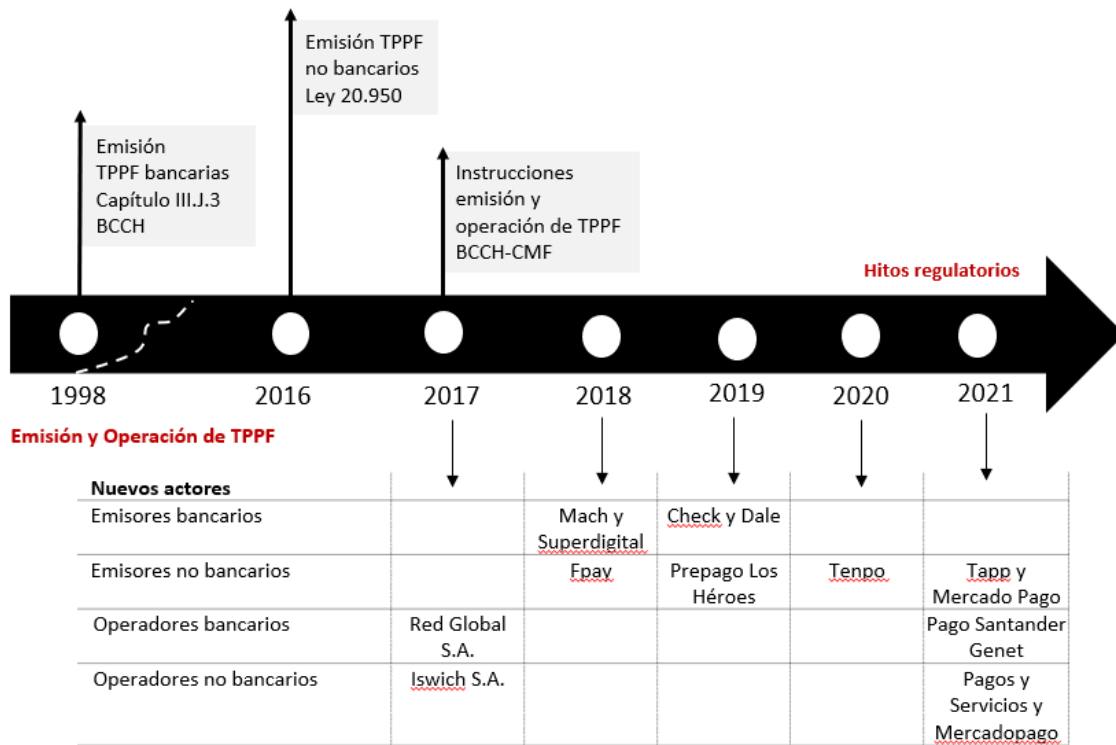 Emisión TPPF
no bancarios
Ley 20.950
Emisión
TPPF bancarias
Capítulo III.J.3
BCCH
Instrucciones
emisión y
operación de TPPF
BCCH-CMF
Hitos regulatorios
1998 2016 2017 2018 2019 2020 2021
Emisión y Operación de TPPF
Nuevos actores
Emisores bancarios
Mach y
Superdigital
Check y Dale
Emisores no bancarios
Fpay
Prepago Los
Héroes
Tenpo
Tapp y
Mercado Pago
Operadores bancarios
Red Global
S.A.
Pago Santander
Genet
Operadores no bancarios
Iswich S.A.
Pagos y
Servicios y
Mercadopago